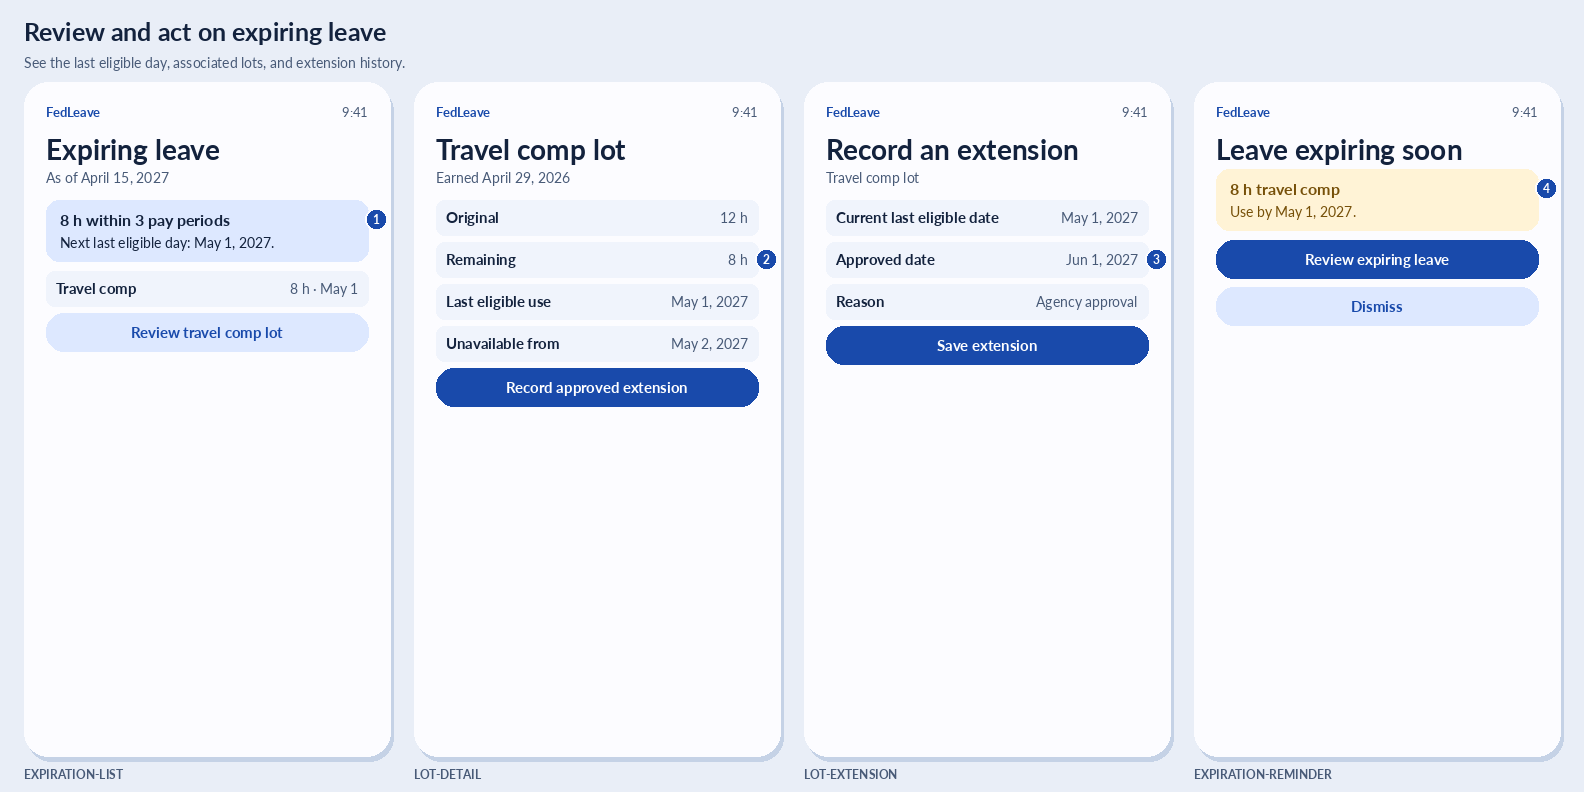 Review and act on expiring leave
See the last eligible day, associated lots, and extension history.
FedLeave 9:41
Expiring leave
As of April 15, 2027
8 h within 3 pay periods
Next last eligible day: May 1, 2027.
1
Travel comp 8 h · May 1
Review travel comp lot
EXPIRATION-LIST
FedLeave 9:41
Travel comp lot
Earned April 29, 2026
Original 12 h
Remaining 8 h
2
Last eligible use May 1, 2027
Unavailable from May 2, 2027
Record approved extension
LOT-DETAIL
FedLeave 9:41
Record an extension
Travel comp lot
Current last eligible date May 1, 2027
Approved date Jun 1, 2027
3
Reason Agency approval
Save extension
LOT-EXTENSION
FedLeave 9:41
Leave expiring soon
8 h travel comp
Use by May 1, 2027.
4
Review expiring leave
Dismiss
EXPIRATION-REMINDER